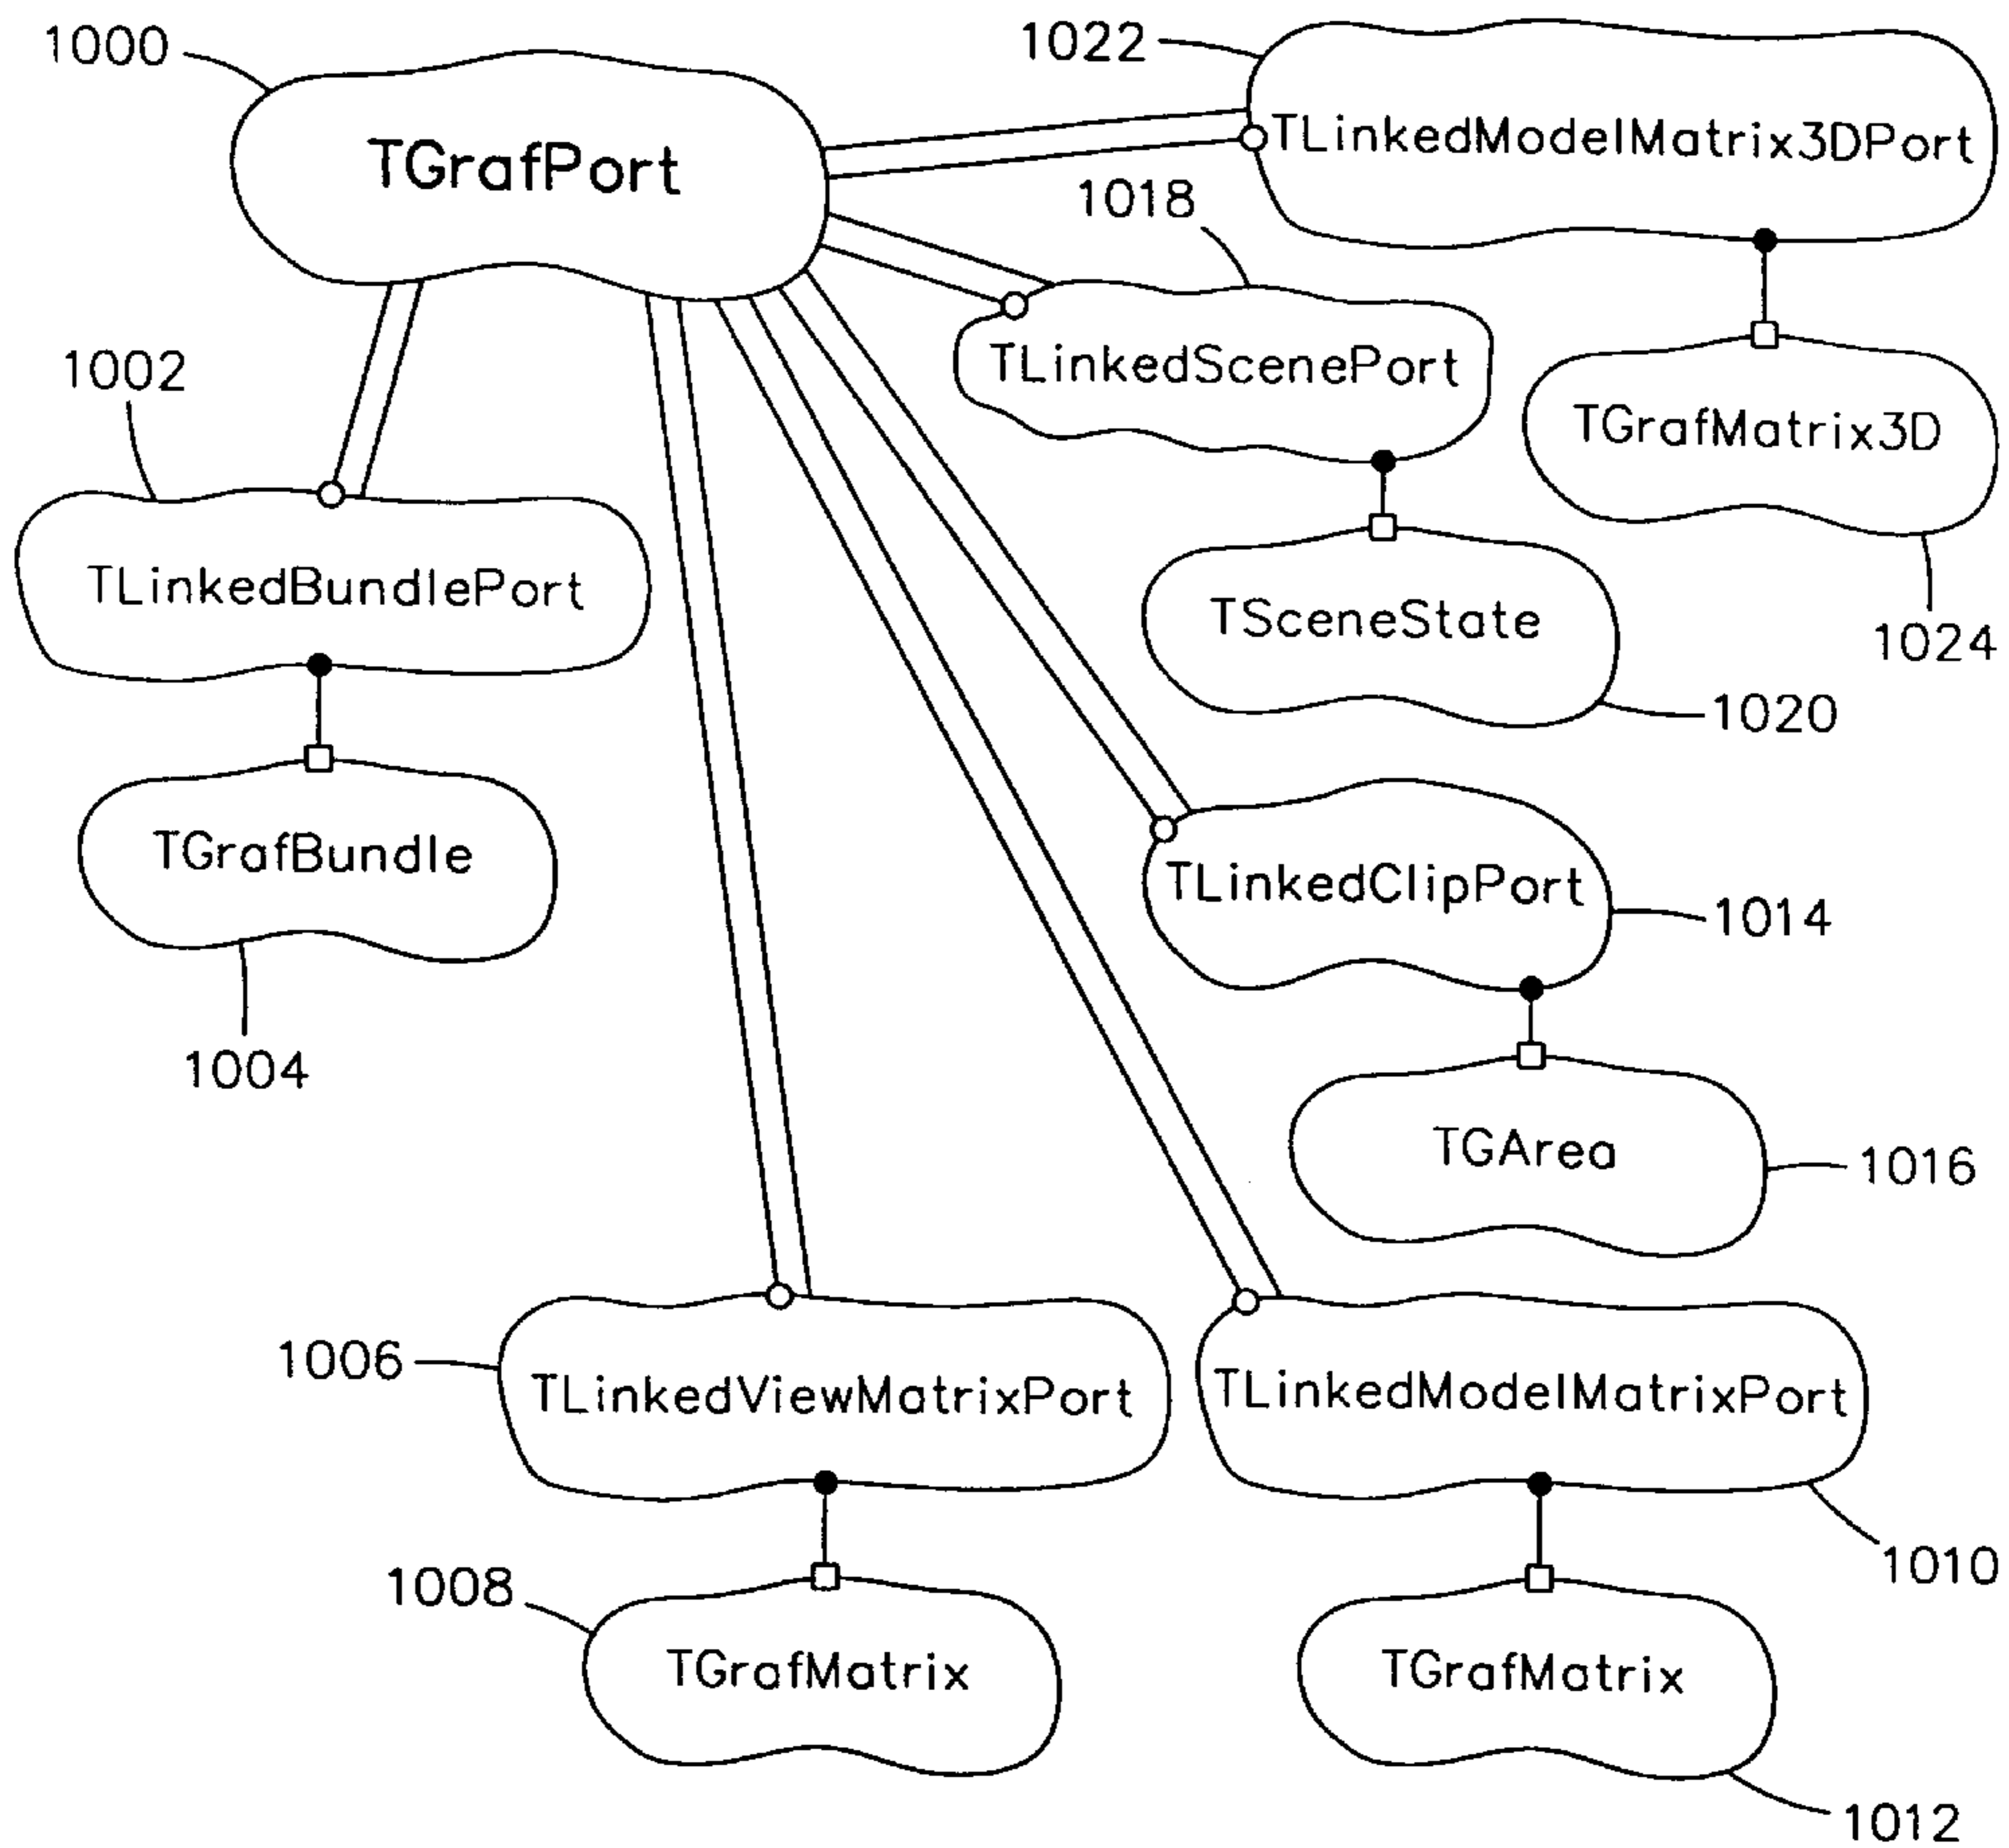 1000
TGrafPort
1022
TLinkedModelMatrix3DPort
1018
TLinkedScenePort
TGrafMatrix3D
1024
1002
TLinkedBundlePort
TSceneState
1020
TGrafBundle
1004
TLinkedClipPort
1014
TGArea
1016
1006
TLinkedViewMatrixPort
TLinkedModelMatrixPort
1010
1008
TGrafMatrix
TGrafMatrix
1012